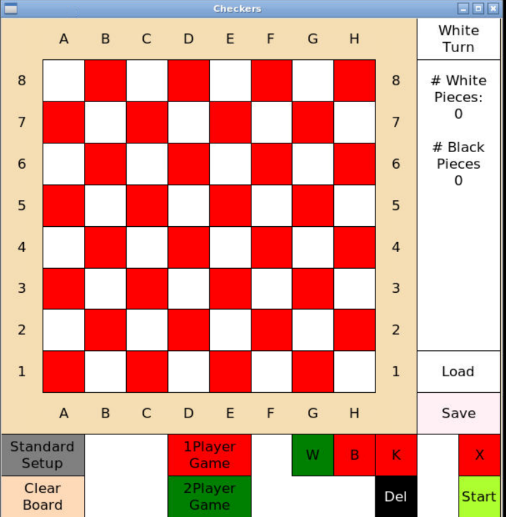 Checkers
A B C D E F G H
White
Turn
8 8
# White
Pieces:
0
7 7
# Black
Pieces
0
6 6
5 5
4 4
3 3
2 2
1 1
Load
A B C D E F G H
Save
Standard
Setup
1Player
Game
W B K X
Clear
Board
2Player
Game
Del
Start